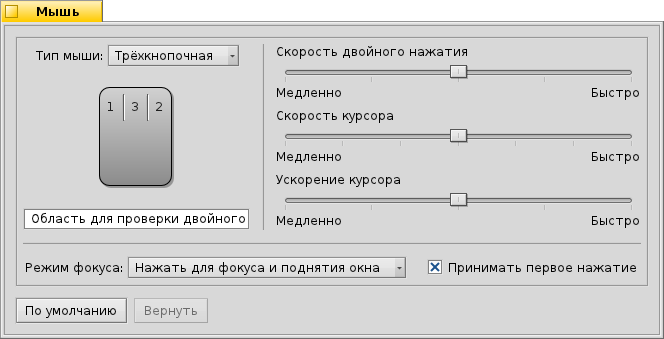 Мышь
Тип мыши: Трёхкнопочная
1 3 2
Область для проверки двойного
Скорость двойного нажатия
Медленно Быстро
Скорость курсора
Медленно Быстро
Ускорение курсора
Медленно Быстро
Режим фокуса: Нажать для фокуса и поднятия окна
Принимать первое нажатие
По умолчанию Вернуть